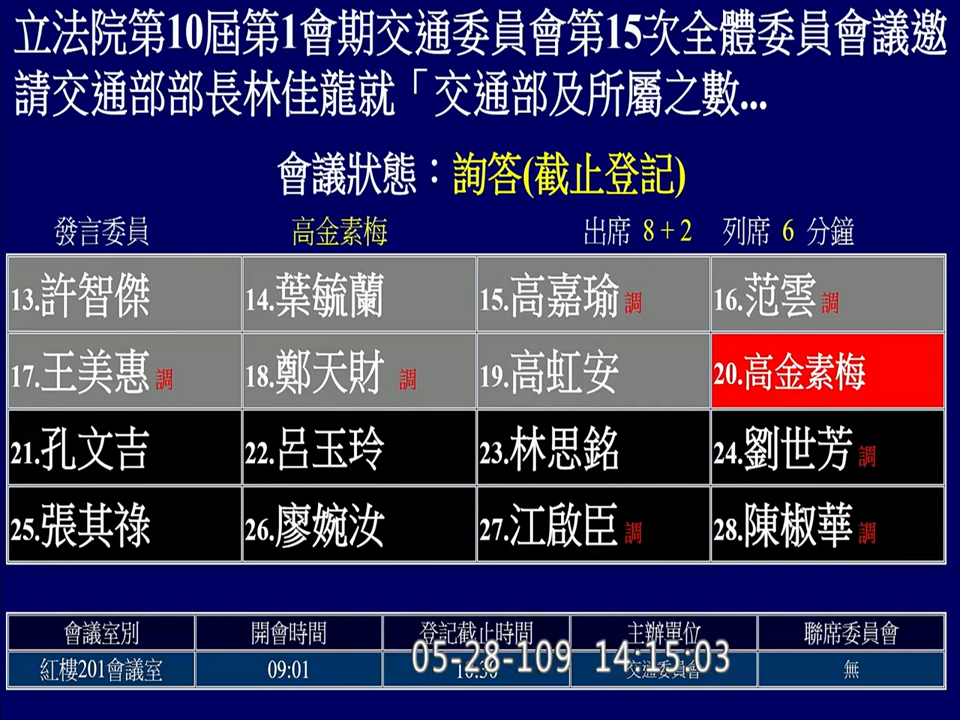 立法院第10屆第1會期交通委員會第15次全體委員會議邀
請交通部部長林佳龍就「交通部及所屬之數...
會議狀態：詢答(截止登記)
發言委員 高金素梅 出席 8 + 2 列席 6 分鐘
13.許智傑 14.葉毓蘭 15.高嘉瑜 調 16.范雲 調
17.王美惠 調 18.鄭天財 調 19.高虹安 20.高金素梅
21.孔文吉 22.呂玉玲 23.林思銘 24.劉世芳 調
25.張其祿 26.廖婉汝 27.江啟臣 調 28.陳椒華 調
會議室別 開會時間 登記截止時間 主辦單位 聯席委員會
紅樓201會議室 09:01 10:30 交通委員會 無
05-28-109 14:15:03